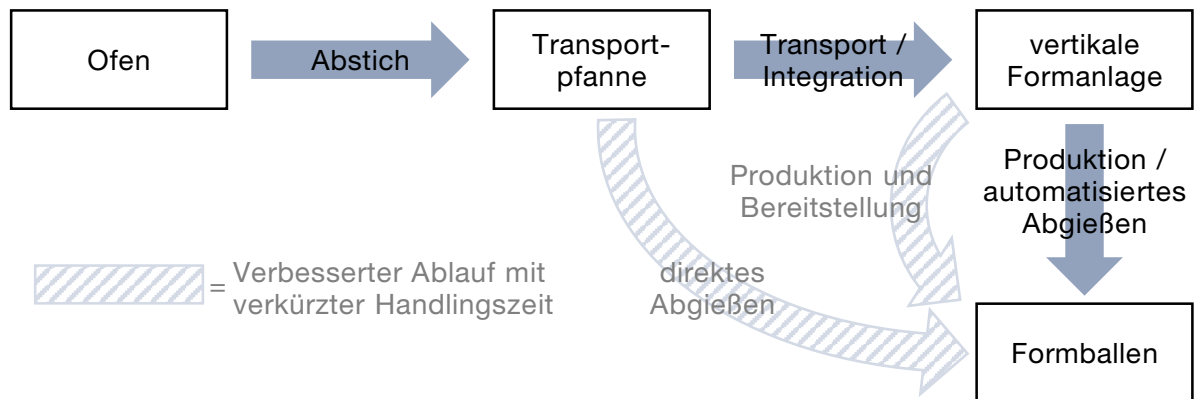 Ofen
Abstich
Transport-
pfanne
Transport /
Integration
vertikale
Formanlage
Produktion und
Bereitstellung
Produktion /
automatisiertes
Abgießen
= Verbesserter Ablauf mit
verkürzter Handlingszeit
direktes
Abgießen
Formballen